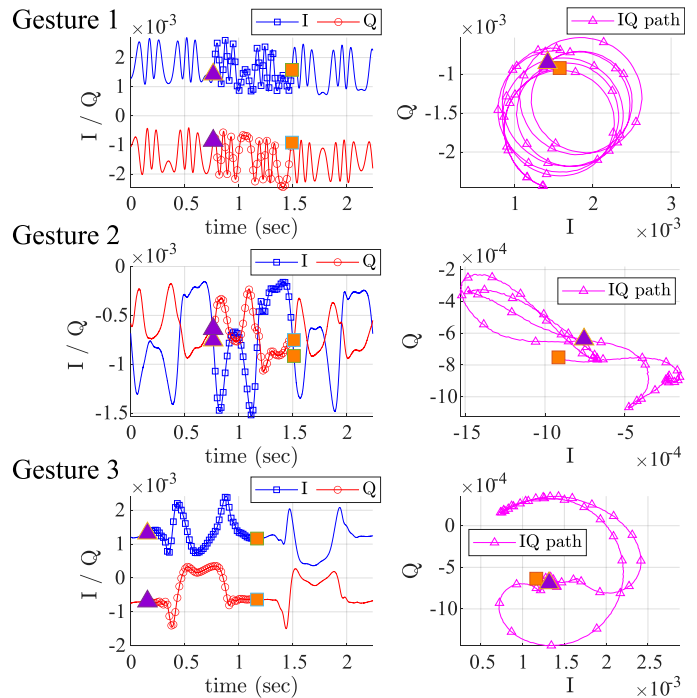 Gesture 1
×10⁻³
I
Q
2
1
0
-1
-2
I / Q
0
0.5
1
1.5
2
time (sec)
×10⁻³
IQ path
-1
-2
Q
1
2
3
I
×10⁻³
Gesture 2
×10⁻³
I
Q
0
-0.5
-1
-1.5
I / Q
0
0.5
1
1.5
2
time (sec)
×10⁻⁴
IQ path
-2
-4
-6
-8
-10
Q
-15
-10
-5
I
×10⁻⁴
Gesture 3
×10⁻³
I
Q
2
1
0
-1
-2
I / Q
0
0.5
1
1.5
2
time (sec)
×10⁻⁴
IQ path
0
-5
-10
Q
0.5
1
1.5
2
2.5
I
×10⁻³